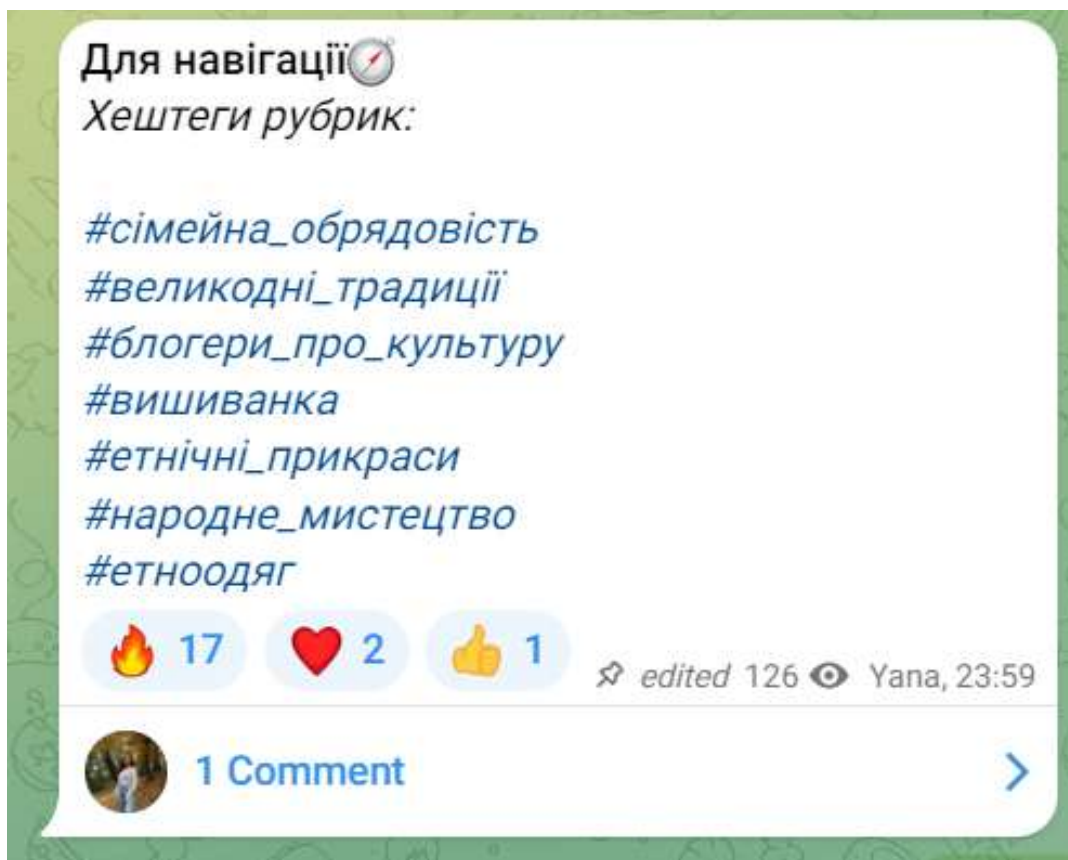 Для навігації🧭
Хештеги рубрик:
#сімейна_обрядовість
#великодні_традиції
#блогери_про_культуру
#вишиванка
#етнічні_прикраси
#народне_мистецтво
#етноодяг
🔥 17 ❤️ 2 👍 1 edited 126 Yana, 23:59
1 Comment